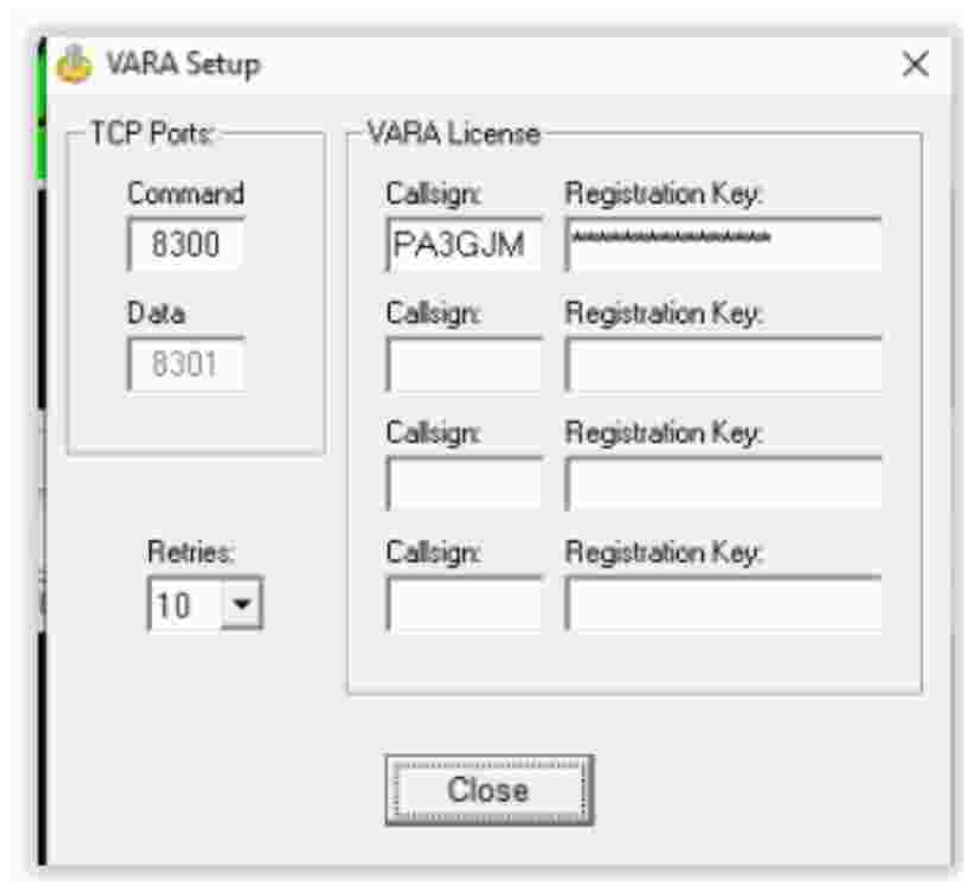 VARA Setup
TCP Ports:
Command
8300
Data
8301
Retries:
10
VARA License
Callsign: Registration Key:
PA3GJM ****************
Callsign: Registration Key:
Callsign: Registration Key:
Callsign: Registration Key:
Close